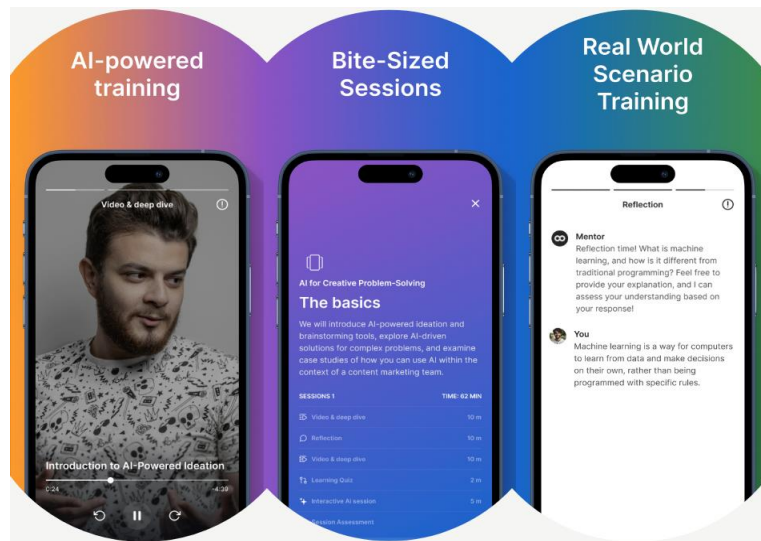 AI-powered
training
Video & deep dive
Introduction to AI-Powered Ideation
0:24
-4:39
Bite-Sized
Sessions
AI for Creative Problem-Solving
The basics
We will introduce AI-powered ideation and
brainstorming tools, explore AI-driven
solutions for complex problems, and examine
case studies of how you can use AI within the
context of a content marketing team.
SESSIONS 1 TIME: 62 MIN
Video & deep dive 10 m
Reflection 10 m
Video & deep dive 10 m
Learning Quiz 2 m
Interactive AI session 5 m
Session Assessment
Real World
Scenario
Training
Reflection
Mentor
Reflection time! What is machine
learning, and how is it different from
traditional programming? Feel free to
provide your explanation, and I can
assess your understanding based on
your response!
You
Machine learning is a way for computers
to learn from data and make decisions
on their own, rather than being
programmed with specific rules.